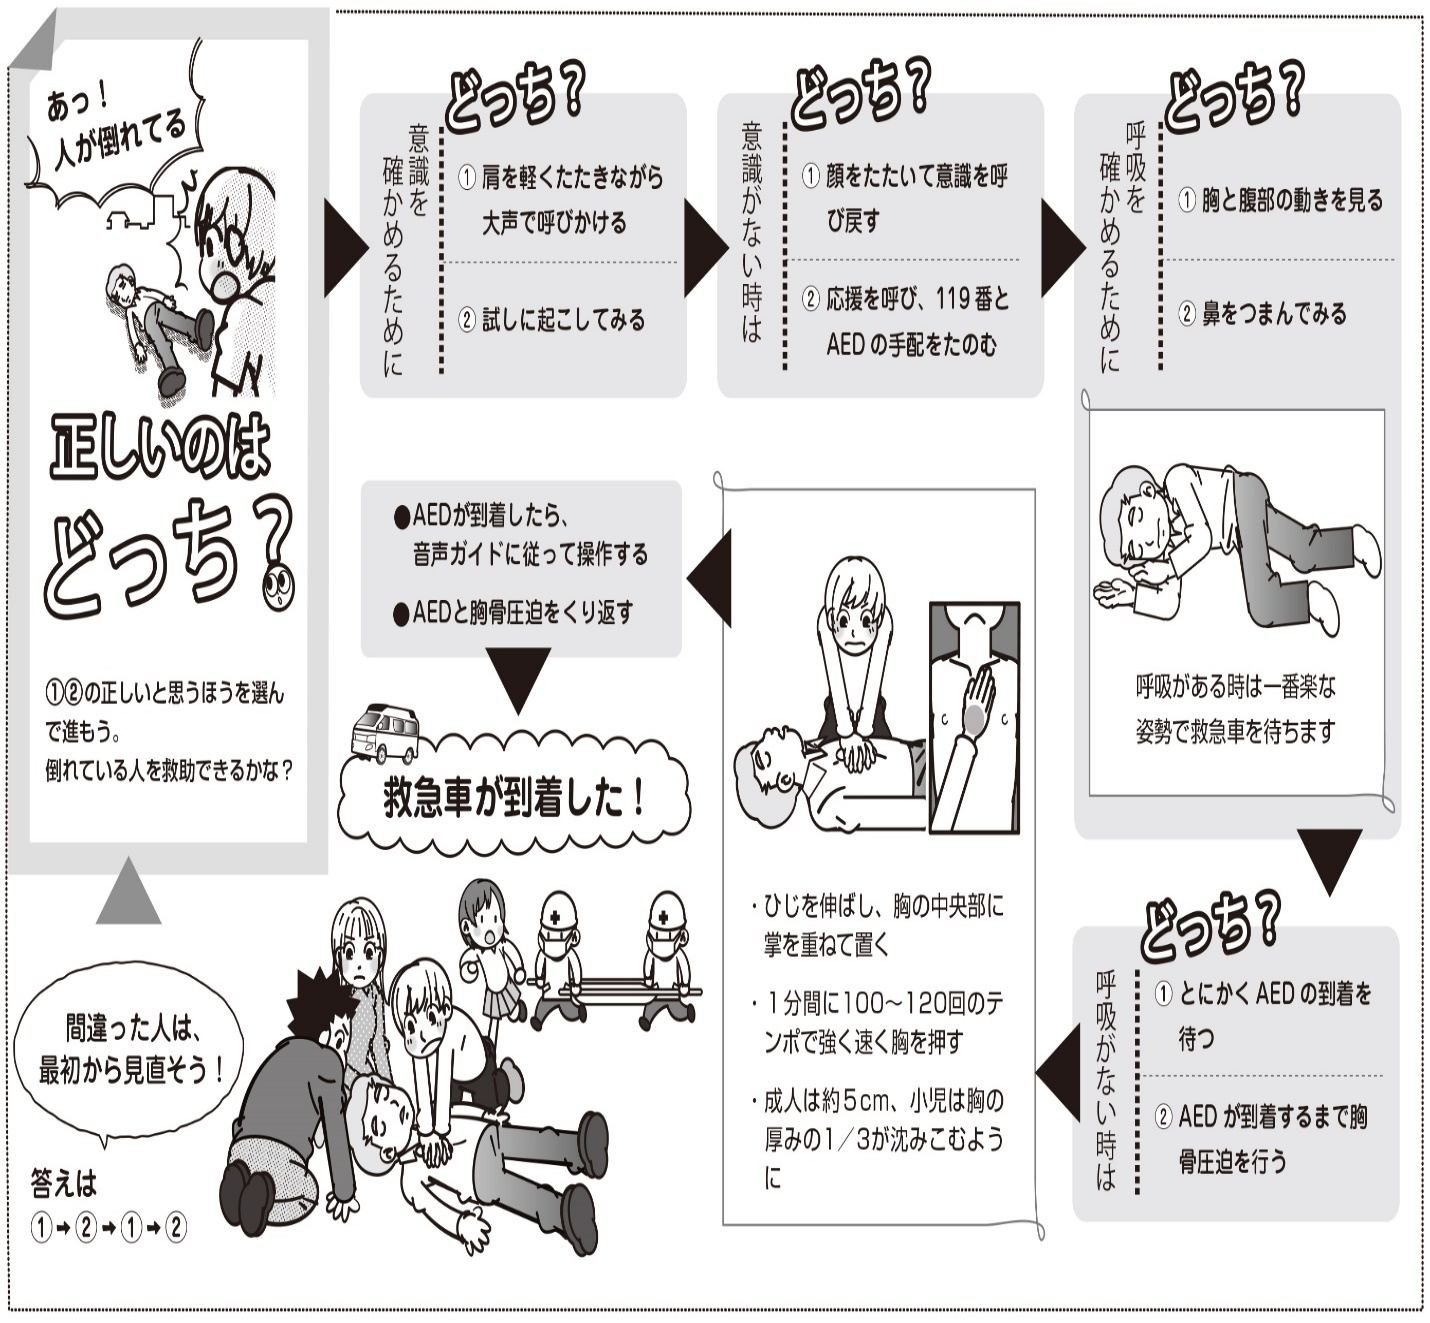 あっ！
人が倒れてる
正しいのは
どっち？
①②の正しいと思うほうを選ん
で進もう。
倒れている人を救助できるかな？
どっち？
意識を
確かめるために
① 肩を軽くたたきながら
大声で呼びかける
② 試しに起こしてみる
どっち？
意識がない時は
① 顔をたたいて意識を呼
び戻す
② 応援を呼び、119番と
AEDの手配をたのむ
どっち？
呼吸を
確かめるために
① 胸と腹部の動きを見る
② 鼻をつまんでみる
呼吸がある時は一番楽な
姿勢で救急車を待ちます
どっち？
呼吸がない時は
① とにかくAEDの到着を
待つ
② AEDが到着するまで胸
骨圧迫を行う
・ひじを伸ばし、胸の中央部に
掌を重ねて置く
・１分間に100～120回のテ
ンポで強く速く胸を押す
・成人は約５cm、小児は胸の
厚みの１／３が沈みこむよう
に
●AEDが到着したら、
音声ガイドに従って操作する
●AEDと胸骨圧迫をくり返す
救急車が到着した！
間違った人は、
最初から見直そう！
答えは
①➡②➡①➡②